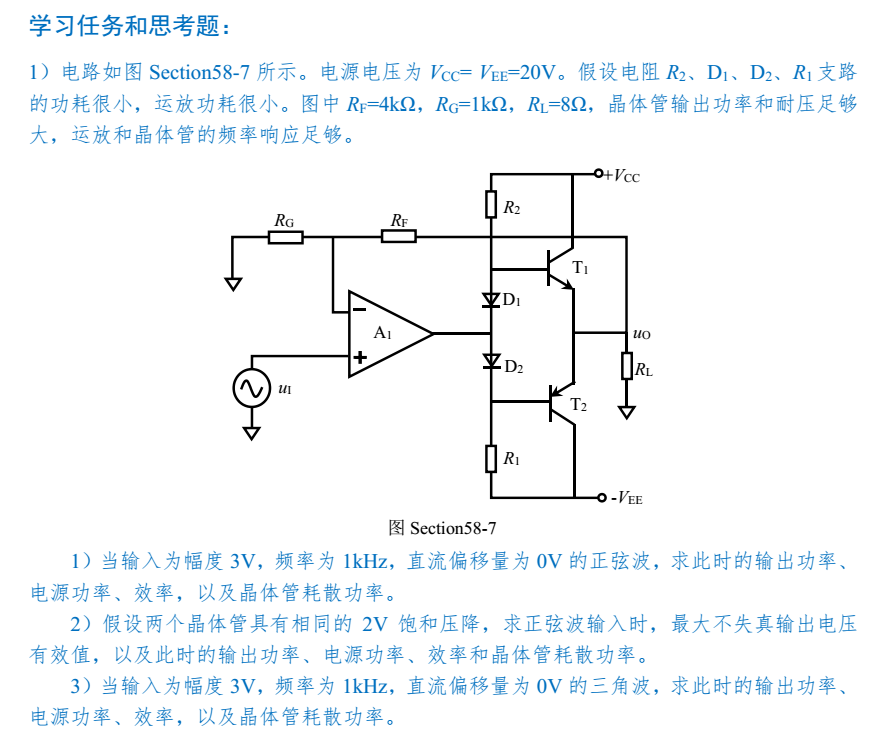 学习任务和思考题：
1）电路如图 Section58-7 所示。电源电压为 VCC= VEE=20V。假设电阻 R2、D1、D2、R1 支路
的功耗很小，运放功耗很小。图中 RF=4kΩ，RG=1kΩ，RL=8Ω，晶体管输出功率和耐压足够
大，运放和晶体管的频率响应足够。
+VCC
R2
RG
RF
T1
D1
A1
uO
D2
RL
uI
T2
R1
-VEE
图 Section58-7
1）当输入为幅度 3V，频率为 1kHz，直流偏移量为 0V 的正弦波，求此时的输出功率、
电源功率、效率，以及晶体管耗散功率。
2）假设两个晶体管具有相同的 2V 饱和压降，求正弦波输入时，最大不失真输出电压
有效值，以及此时的输出功率、电源功率、效率和晶体管耗散功率。
3）当输入为幅度 3V，频率为 1kHz，直流偏移量为 0V 的三角波，求此时的输出功率、
电源功率、效率，以及晶体管耗散功率。